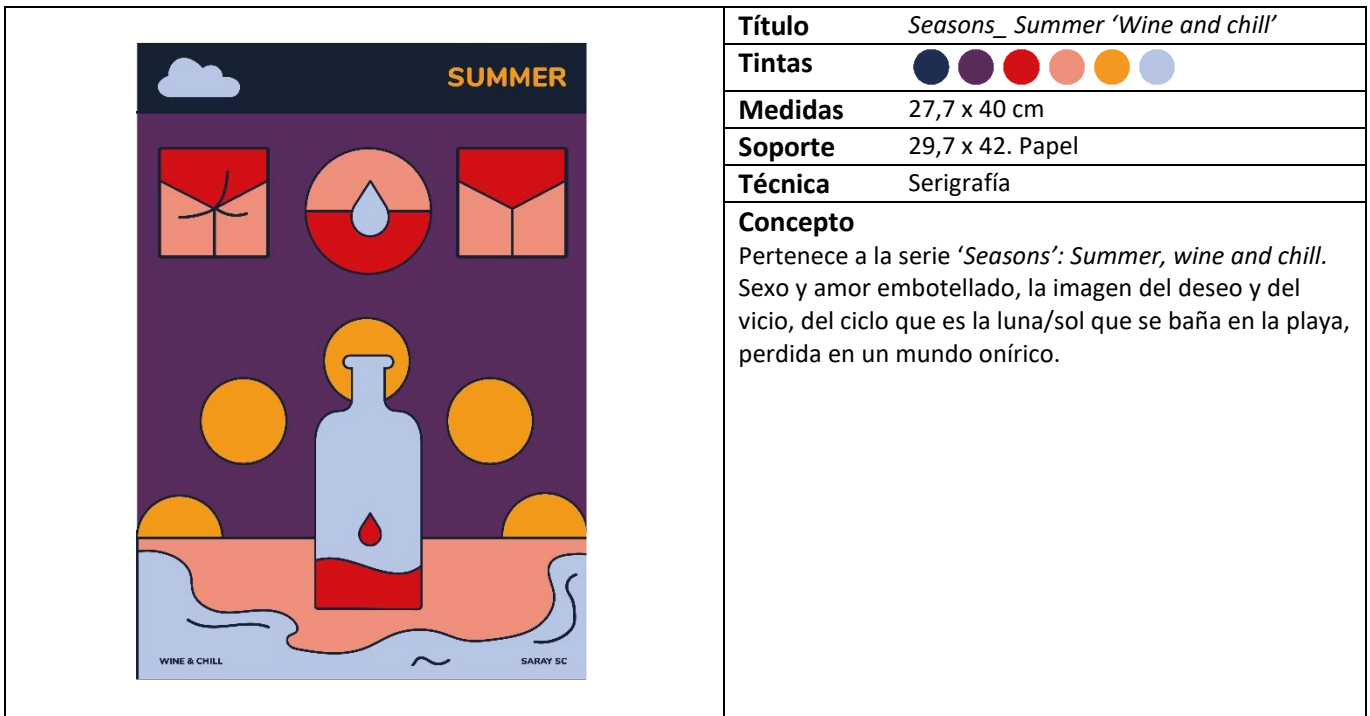 SUMMER
WINE & CHILL
SARAY SC
Título Seasons_ Summer ‘Wine and chill’
Tintas
Medidas 27,7 x 40 cm
Soporte 29,7 x 42. Papel
Técnica Serigrafía
Concepto
Pertenece a la serie ‘Seasons’: Summer, wine and chill.
Sexo y amor embotellado, la imagen del deseo y del
vicio, del ciclo que es la luna/sol que se baña en la playa,
perdida en un mundo onírico.